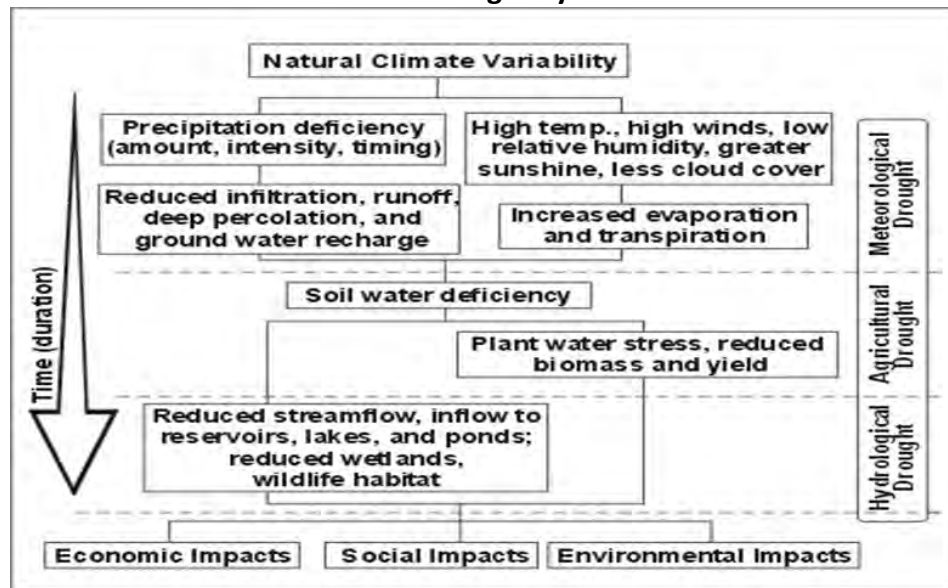 Natural Climate Variability
Precipitation deficiency
(amount, intensity, timing)
High temp., high winds, low
relative humidity, greater
sunshine, less cloud cover
Reduced infiltration, runoff,
deep percolation, and
ground water recharge
Increased evaporation
and transpiration
Meteorological
Drought
Soil water deficiency
Plant water stress, reduced
biomass and yield
Agricultural
Drought
Time (duration)
Reduced streamflow, inflow to
reservoirs, lakes, and ponds;
reduced wetlands,
wildlife habitat
Hydrological
Drought
Economic Impacts
Social Impacts
Environmental Impacts